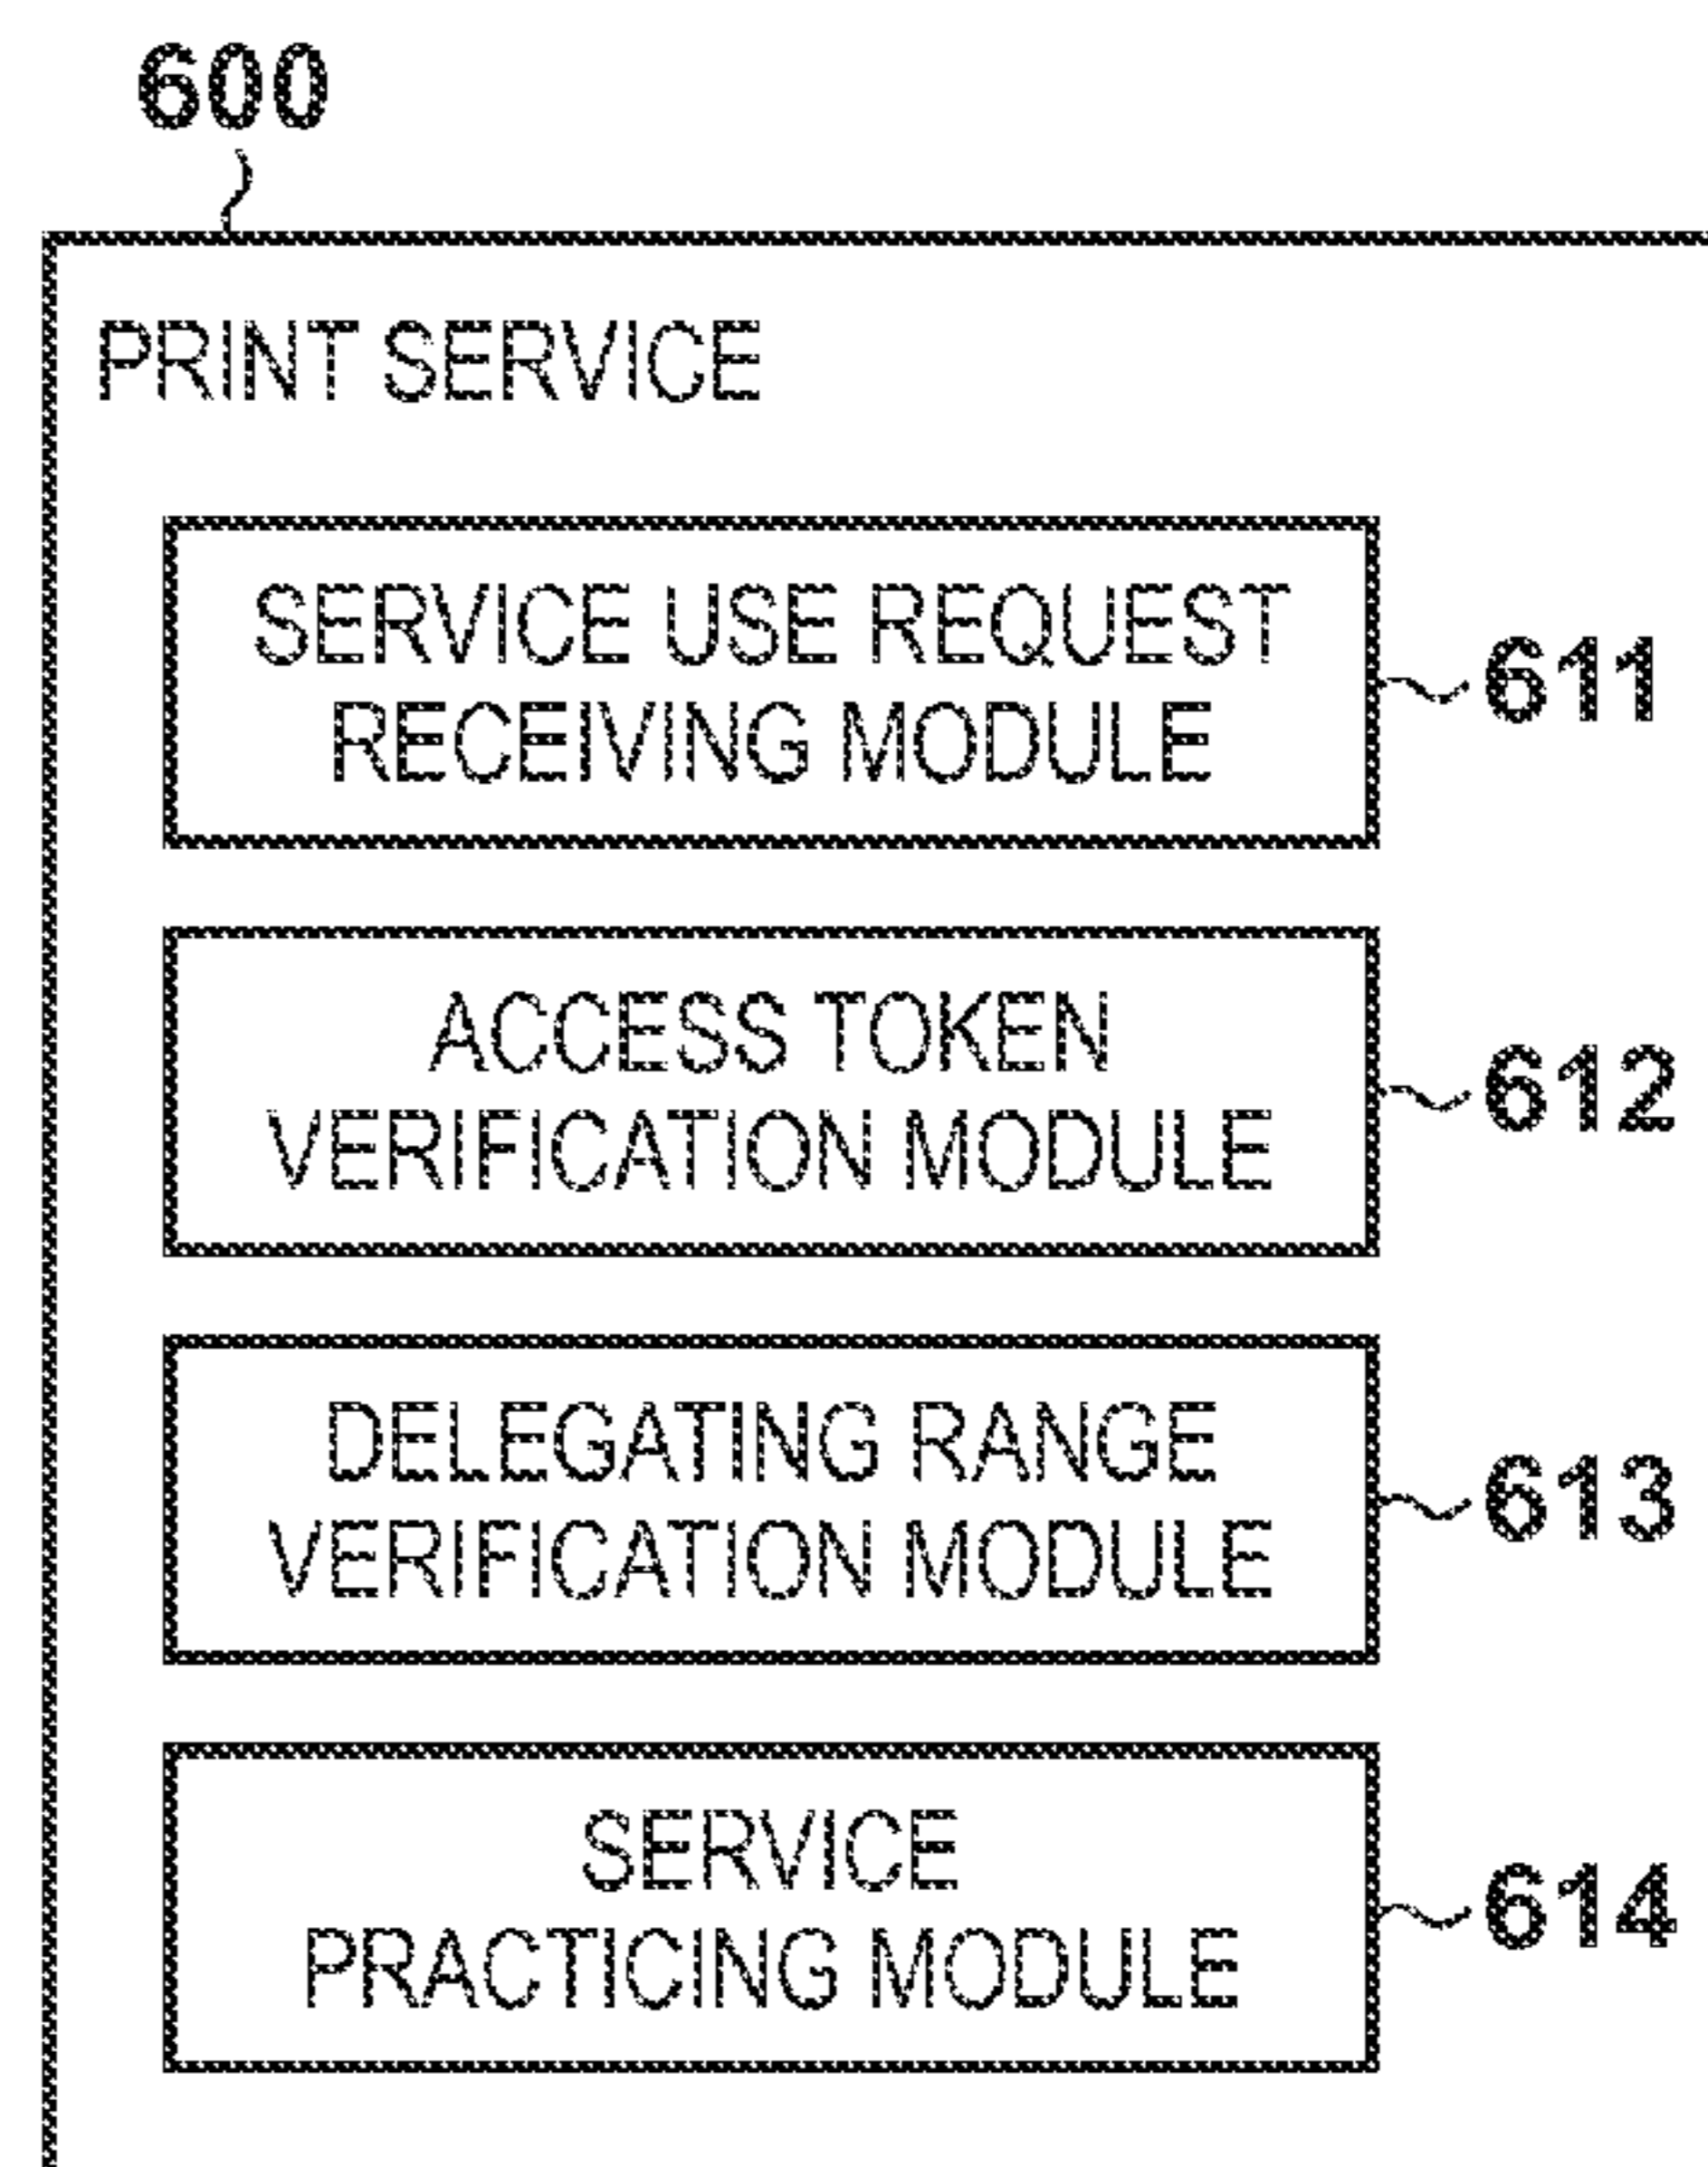 600
PRINT SERVICE
SERVICE USE REQUEST
RECEIVING MODULE
611
ACCESS TOKEN
VERIFICATION MODULE
612
DELEGATING RANGE
VERIFICATION MODULE
613
SERVICE
PRACTICING MODULE
614